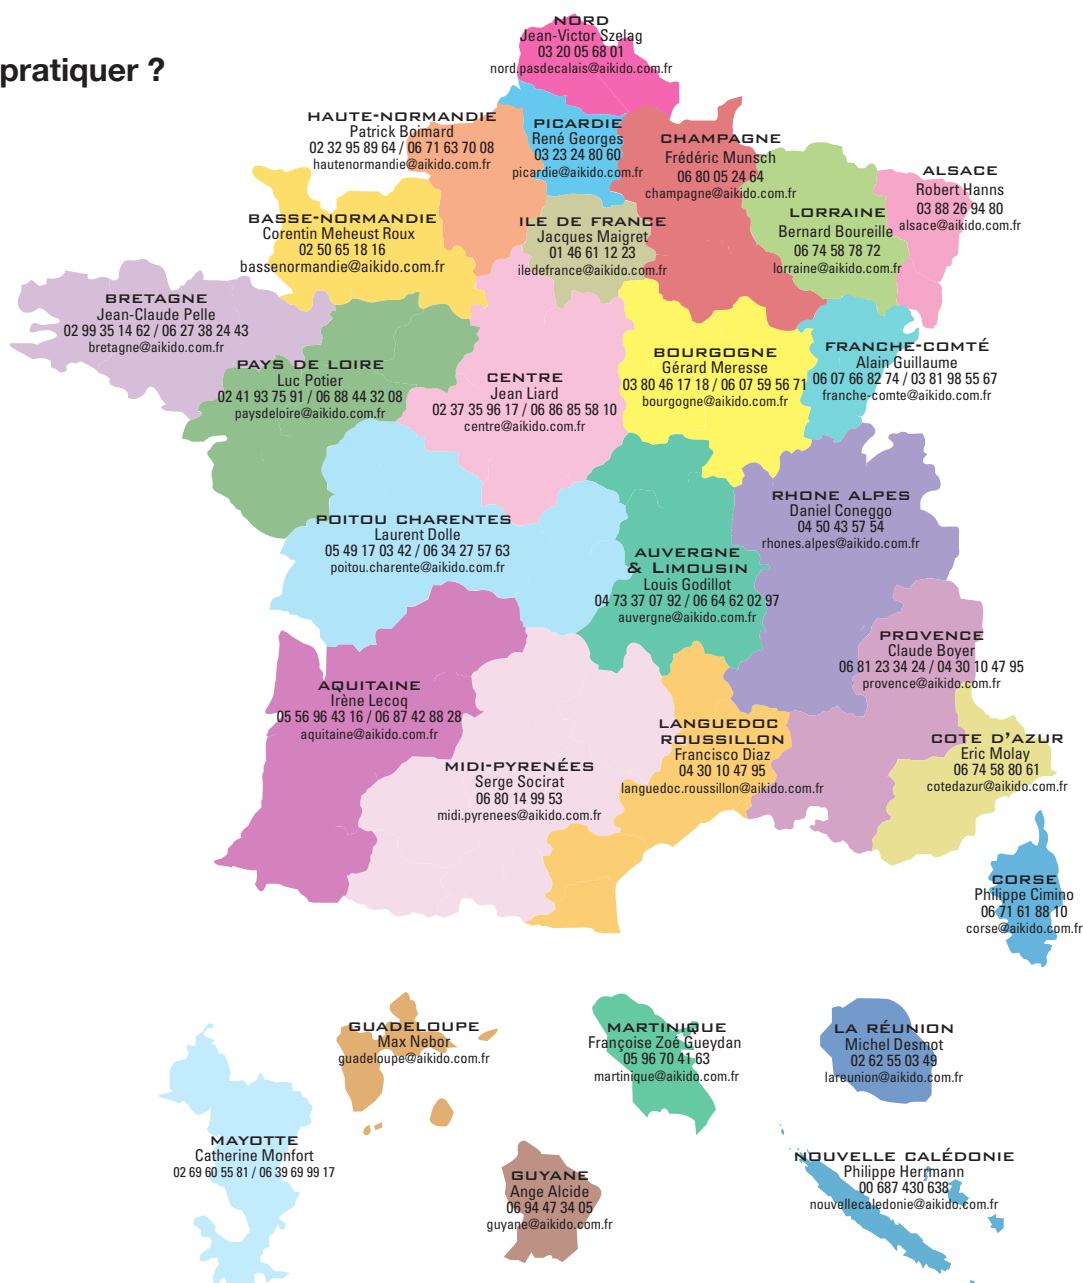 pratiquer ?
NORD
Jean-Victor Szelag
03 20 05 68 01
nord.pasdecalais@aikido.com.fr
HAUTE-NORMANDIE
Patrick Boimard
02 32 95 89 64 / 06 71 63 70 08
hautenormandie@aikido.com.fr
PICARDIE
René Georges
03 23 24 80 60
picardie@aikido.com.fr
CHAMPAGNE
Frédéric Munsch
06 80 05 24 64
champagne@aikido.com.fr
ALSACE
Robert Hanns
03 88 26 94 80
alsace@aikido.com.fr
BASSE-NORMANDIE
Corentin Meheust Roux
02 50 65 18 16
bassenormandie@aikido.com.fr
ILE DE FRANCE
Jacques Maigret
01 46 61 12 23
iledefrance@aikido.com.fr
LORRAINE
Bernard Boureille
06 74 58 78 72
lorraine@aikido.com.fr
BRETAGNE
Jean-Claude Pelle
02 99 35 14 62 / 06 27 38 24 43
bretagne@aikido.com.fr
PAYS DE LOIRE
Luc Potier
02 41 93 75 91 / 06 88 44 32 08
paysdeloire@aikido.com.fr
CENTRE
Jean Liard
02 37 35 96 17 / 06 86 85 58 10
centre@aikido.com.fr
BOURGOGNE
Gérard Meresse
03 80 46 17 18 / 06 07 59 56 71
bourgogne@aikido.com.fr
FRANCHE-COMTÉ
Alain Guillaume
06 07 66 82 74 / 03 81 98 55 67
franche-comte@aikido.com.fr
POITOU CHARENTES
Laurent Dolle
05 49 17 03 42 / 06 34 27 57 63
poitou.charente@aikido.com.fr
AUVERGNE
& LIMOUSIN
Louis Godillot
04 73 37 07 92 / 06 64 62 02 97
auvergne@aikido.com.fr
RHONE ALPES
Daniel Coneggo
04 50 43 57 54
rhones.alpes@aikido.com.fr
PROVENCE
Claude Boyer
06 81 23 34 24 / 04 30 10 47 95
provence@aikido.com.fr
AQUITAINE
Irène Lecoq
05 56 96 43 16 / 06 87 42 88 28
aquitaine@aikido.com.fr
MIDI-PYRENÉES
Serge Socirat
06 80 14 99 53
midi.pyrenees@aikido.com.fr
LANGUEDOC
ROUSSILLON
Francisco Diaz
04 30 10 47 95
languedoc.roussillon@aikido.com.fr
COTE D'AZUR
Eric Molay
06 74 58 80 61
cotedazur@aikido.com.fr
CORSE
Philippe Cimino
06 71 61 88 10
corse@aikido.com.fr
GUADELOUPE
Max Nebor
guadeloupe@aikido.com.fr
MARTINIQUE
Françoise Zoé Gueydan
05 96 70 41 63
martinique@aikido.com.fr
LA RÉUNION
Michel Desmot
02 62 55 03 49
lareunion@aikido.com.fr
MAYOTTE
Catherine Monfort
02 69 60 55 81 / 06 39 69 99 17
GUYANE
Ange Alcide
06 94 47 34 05
guyane@aikido.com.fr
NOUVELLE CALÉDONIE
Philippe Herrmann
00 687 430 638
nouvellecaledonie@aikido.com.fr